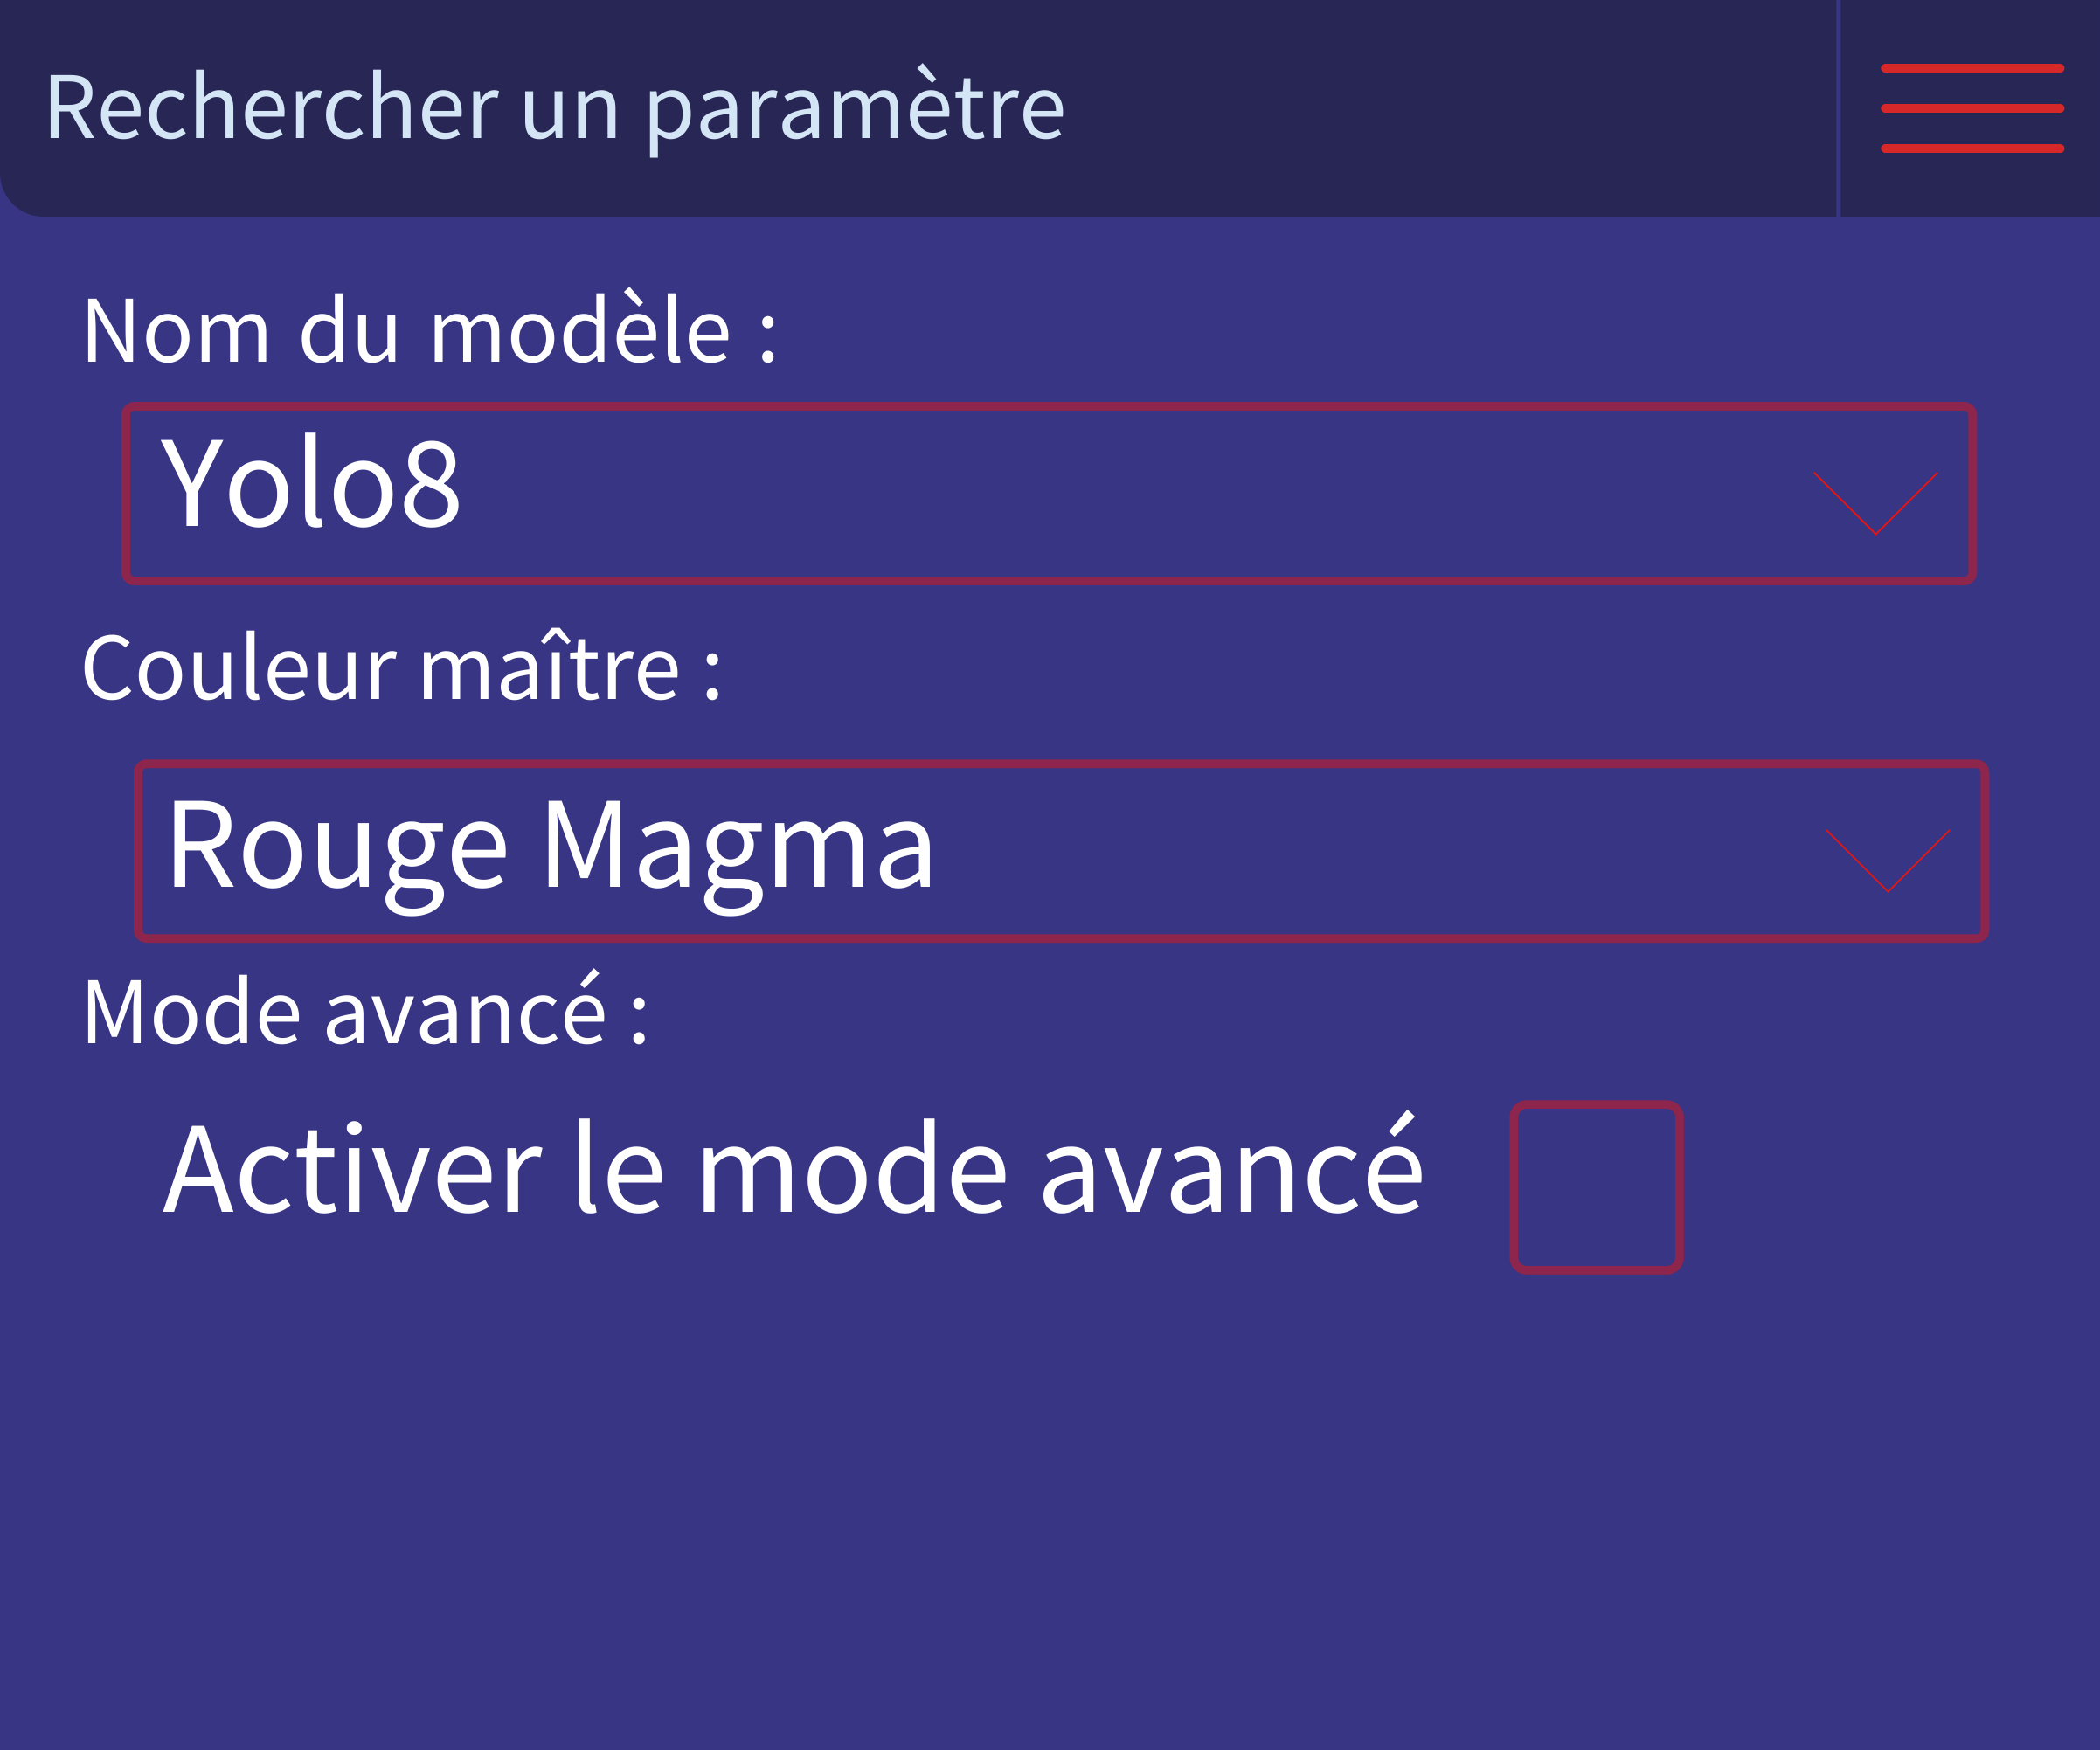 Rechercher un paramètre
Nom du modèle :
Yolo8
Couleur maître :
Rouge Magma
Mode avancé :
Activer le mode avancé